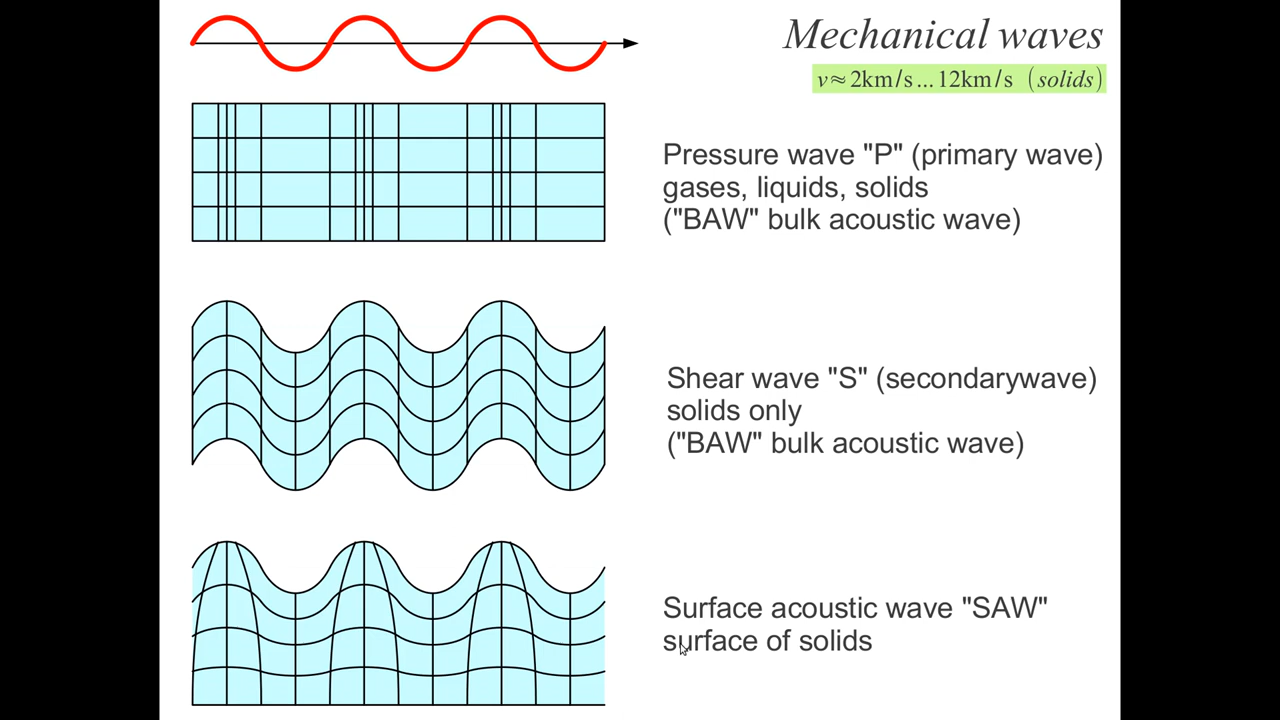 Mechanical waves
v≈2km/s...12km/s (solids)
Pressure wave "P" (primary wave)
gases, liquids, solids
("BAW" bulk acoustic wave)
Shear wave "S" (secondarywave)
solids only
("BAW" bulk acoustic wave)
Surface acoustic wave "SAW"
surface of solids